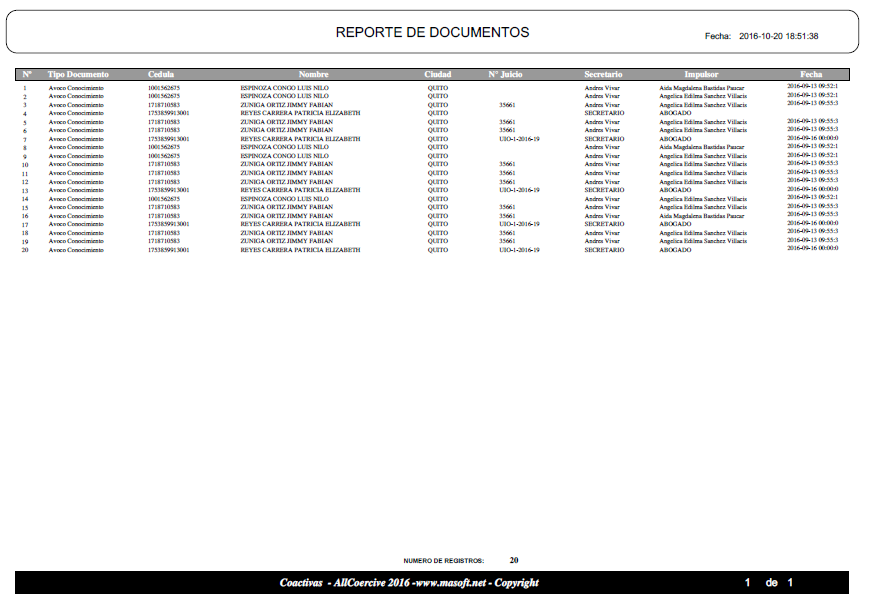 REPORTE DE DOCUMENTOS
Fecha: 2016-10-20 18:51:38
Nº Tipo Documento Cedula Nombre Ciudad Nº Juicio Secretario Impulsor Fecha
1 Avoco Conocimiento 1001562675 ESPINOZA CONGO LUIS NILO QUITO Andres Vivar Aida Magdalena Bastidas Paucar 2016-09-13 09:52:1
2 Avoco Conocimiento 1001562675 ESPINOZA CONGO LUIS NILO QUITO Andres Vivar Angelica Edilma Sanchez Villacis 2016-09-13 09:52:1
3 Avoco Conocimiento 1718710583 ZUNIGA ORTIZ JIMMY FABIAN QUITO 35661 Andres Vivar Angelica Edilma Sanchez Villacis 2016-09-13 09:55:3
4 Avoco Conocimiento 1753859913001 REYES CARRERA PATRICIA ELIZABETH QUITO SECRETARIO ABOGADO
5 Avoco Conocimiento 1718710583 ZUNIGA ORTIZ JIMMY FABIAN QUITO 35661 Andres Vivar Angelica Edilma Sanchez Villacis 2016-09-13 09:55:3
6 Avoco Conocimiento 1718710583 ZUNIGA ORTIZ JIMMY FABIAN QUITO 35661 Andres Vivar Angelica Edilma Sanchez Villacis 2016-09-13 09:55:3
7 Avoco Conocimiento 1753859913001 REYES CARRERA PATRICIA ELIZABETH QUITO UIO-1-2016-19 SECRETARIO ABOGADO 2016-09-16 00:00:0
8 Avoco Conocimiento 1001562675 ESPINOZA CONGO LUIS NILO QUITO Andres Vivar Aida Magdalena Bastidas Paucar 2016-09-13 09:52:1
9 Avoco Conocimiento 1001562675 ESPINOZA CONGO LUIS NILO QUITO Andres Vivar Angelica Edilma Sanchez Villacis 2016-09-13 09:52:1
10 Avoco Conocimiento 1718710583 ZUNIGA ORTIZ JIMMY FABIAN QUITO 35661 Andres Vivar Angelica Edilma Sanchez Villacis 2016-09-13 09:55:3
11 Avoco Conocimiento 1718710583 ZUNIGA ORTIZ JIMMY FABIAN QUITO 35661 Andres Vivar Angelica Edilma Sanchez Villacis 2016-09-13 09:55:3
12 Avoco Conocimiento 1718710583 ZUNIGA ORTIZ JIMMY FABIAN QUITO 35661 Andres Vivar Angelica Edilma Sanchez Villacis 2016-09-13 09:55:3
13 Avoco Conocimiento 1753859913001 REYES CARRERA PATRICIA ELIZABETH QUITO UIO-1-2016-19 SECRETARIO ABOGADO 2016-09-16 00:00:0
14 Avoco Conocimiento 1001562675 ESPINOZA CONGO LUIS NILO QUITO Andres Vivar Angelica Edilma Sanchez Villacis 2016-09-13 09:52:1
15 Avoco Conocimiento 1718710583 ZUNIGA ORTIZ JIMMY FABIAN QUITO 35661 Andres Vivar Angelica Edilma Sanchez Villacis 2016-09-13 09:55:3
16 Avoco Conocimiento 1718710583 ZUNIGA ORTIZ JIMMY FABIAN QUITO 35661 Andres Vivar Aida Magdalena Bastidas Paucar 2016-09-13 09:55:3
17 Avoco Conocimiento 1753859913001 REYES CARRERA PATRICIA ELIZABETH QUITO UIO-1-2016-19 SECRETARIO ABOGADO 2016-09-16 00:00:0
18 Avoco Conocimiento 1718710583 ZUNIGA ORTIZ JIMMY FABIAN QUITO 35661 Andres Vivar Angelica Edilma Sanchez Villacis 2016-09-13 09:55:3
19 Avoco Conocimiento 1718710583 ZUNIGA ORTIZ JIMMY FABIAN QUITO 35661 Andres Vivar Angelica Edilma Sanchez Villacis 2016-09-13 09:55:3
20 Avoco Conocimiento 1753859913001 REYES CARRERA PATRICIA ELIZABETH QUITO UIO-1-2016-19 SECRETARIO ABOGADO 2016-09-16 00:00:0
NUMERO DE REGISTROS: 20
Coactivas - AllCoercive 2016 -www.masoft.net - Copyright 1 de 1